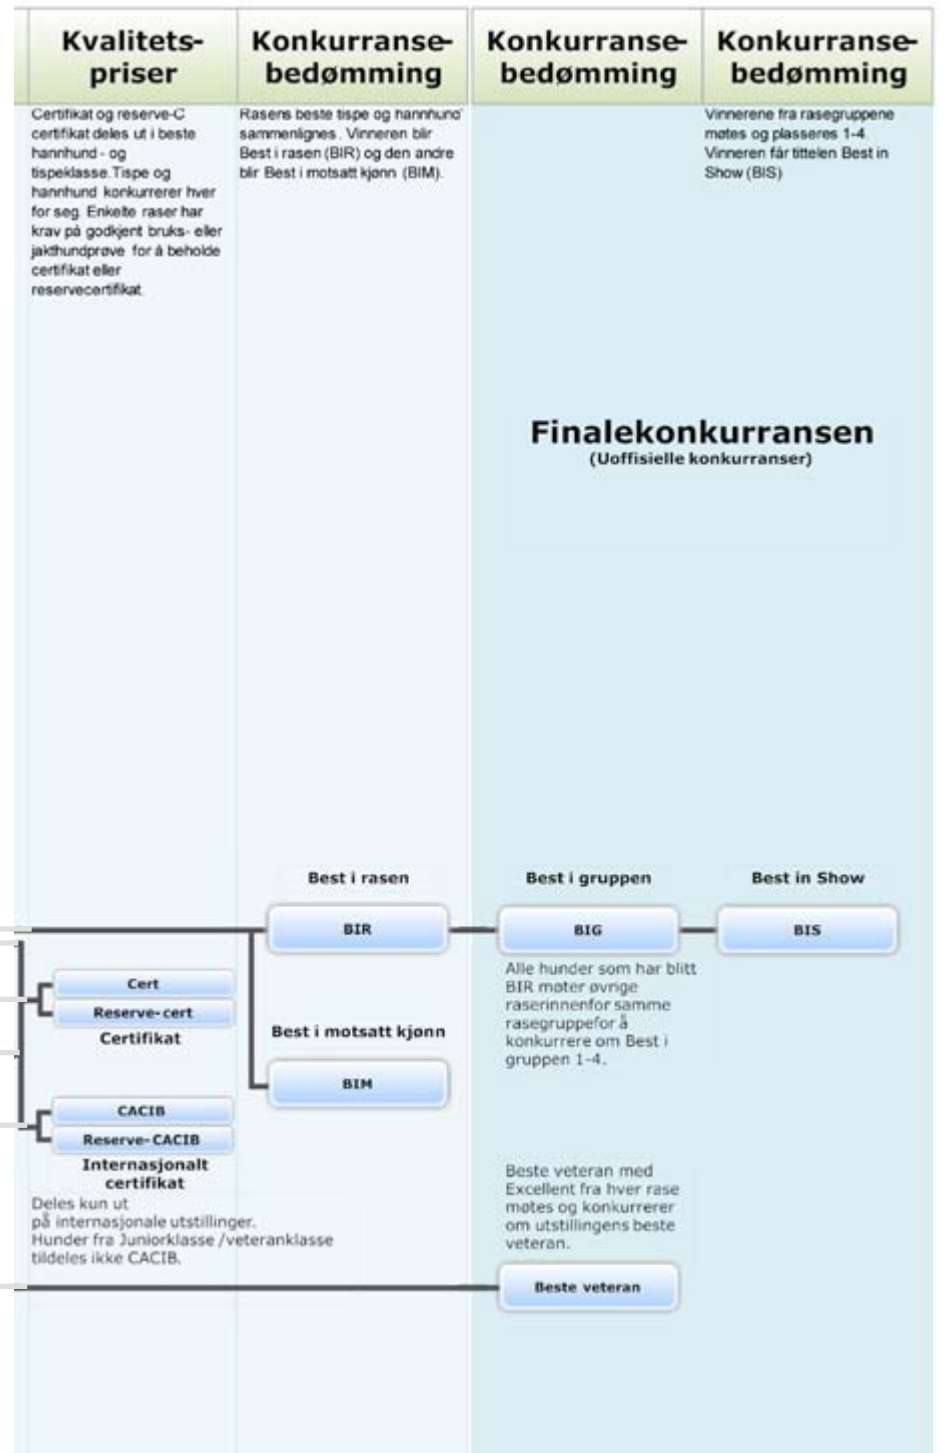 Kvalitets-
priser
Konkurranse-
bedømming
Konkurranse-
bedømming
Konkurranse-
bedømming
Certifikat og reserve-C
certifikat deles ut i beste
hannhund - og
tispeklasse. Tispe og
hannhund konkurrerer hver
for seg. Enkelte raser har
krav på godkjent bruks- eller
jakthundprøve for å beholde
certifikat eller
reservecertifikat.
Rasens beste tispe og hannhund
sammenlignes. Vinneren blir
Best i rasen (BIR) og den andre
blir Best i motsatt kjønn (BIM).
Vinnerene fra rasegruppene
møtes og plasseres 1-4.
Vinneren får tittelen Best in
Show (BIS)
Finalekonkurransen
(Uoffisielle konkurranser)
Best i rasen
BIR
Best i gruppen
BIG
Best in Show
BIS
Alle hunder som har blitt
BIR møter øvrige
raserinnenfor samme
rasegruppefor å
konkurrere om Best i
gruppen 1-4.
Cert
Reserve-cert
Certifikat
Best i motsatt kjønn
BIM
CACIB
Reserve-CACIB
Internasjonalt
certifikat
Deles kun ut
på internasjonale utstillinger.
Hunder fra Juniorklasse /veteranklasse
tildeles ikke CACIB.
Beste veteran med
Excellent fra hver rase
møtes og konkurrerer
om utstillingens beste
veteran.
Beste veteran